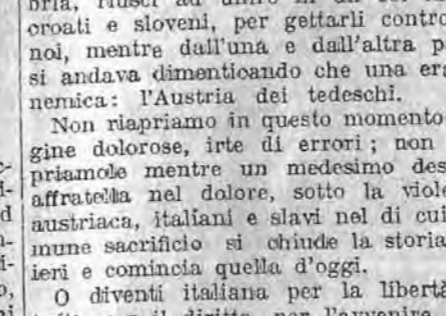 croati e sloveni, per gettarli contro
noi, mentre dall'una e dall'altra p
si andava dimenticando che una era
nemica: l'Austria dei tedeschi.
Non riapriamo in questo momento
gine dolorose, irte di errori; non
priamole mentre un medesimo des
affratella nel dolore, sotto la viole
austriaca, italiani e slavi nel di cui
mune sacrificio si chiude la storia
ieri e comincia quella d'oggi.
O diventi italiana per la libertà